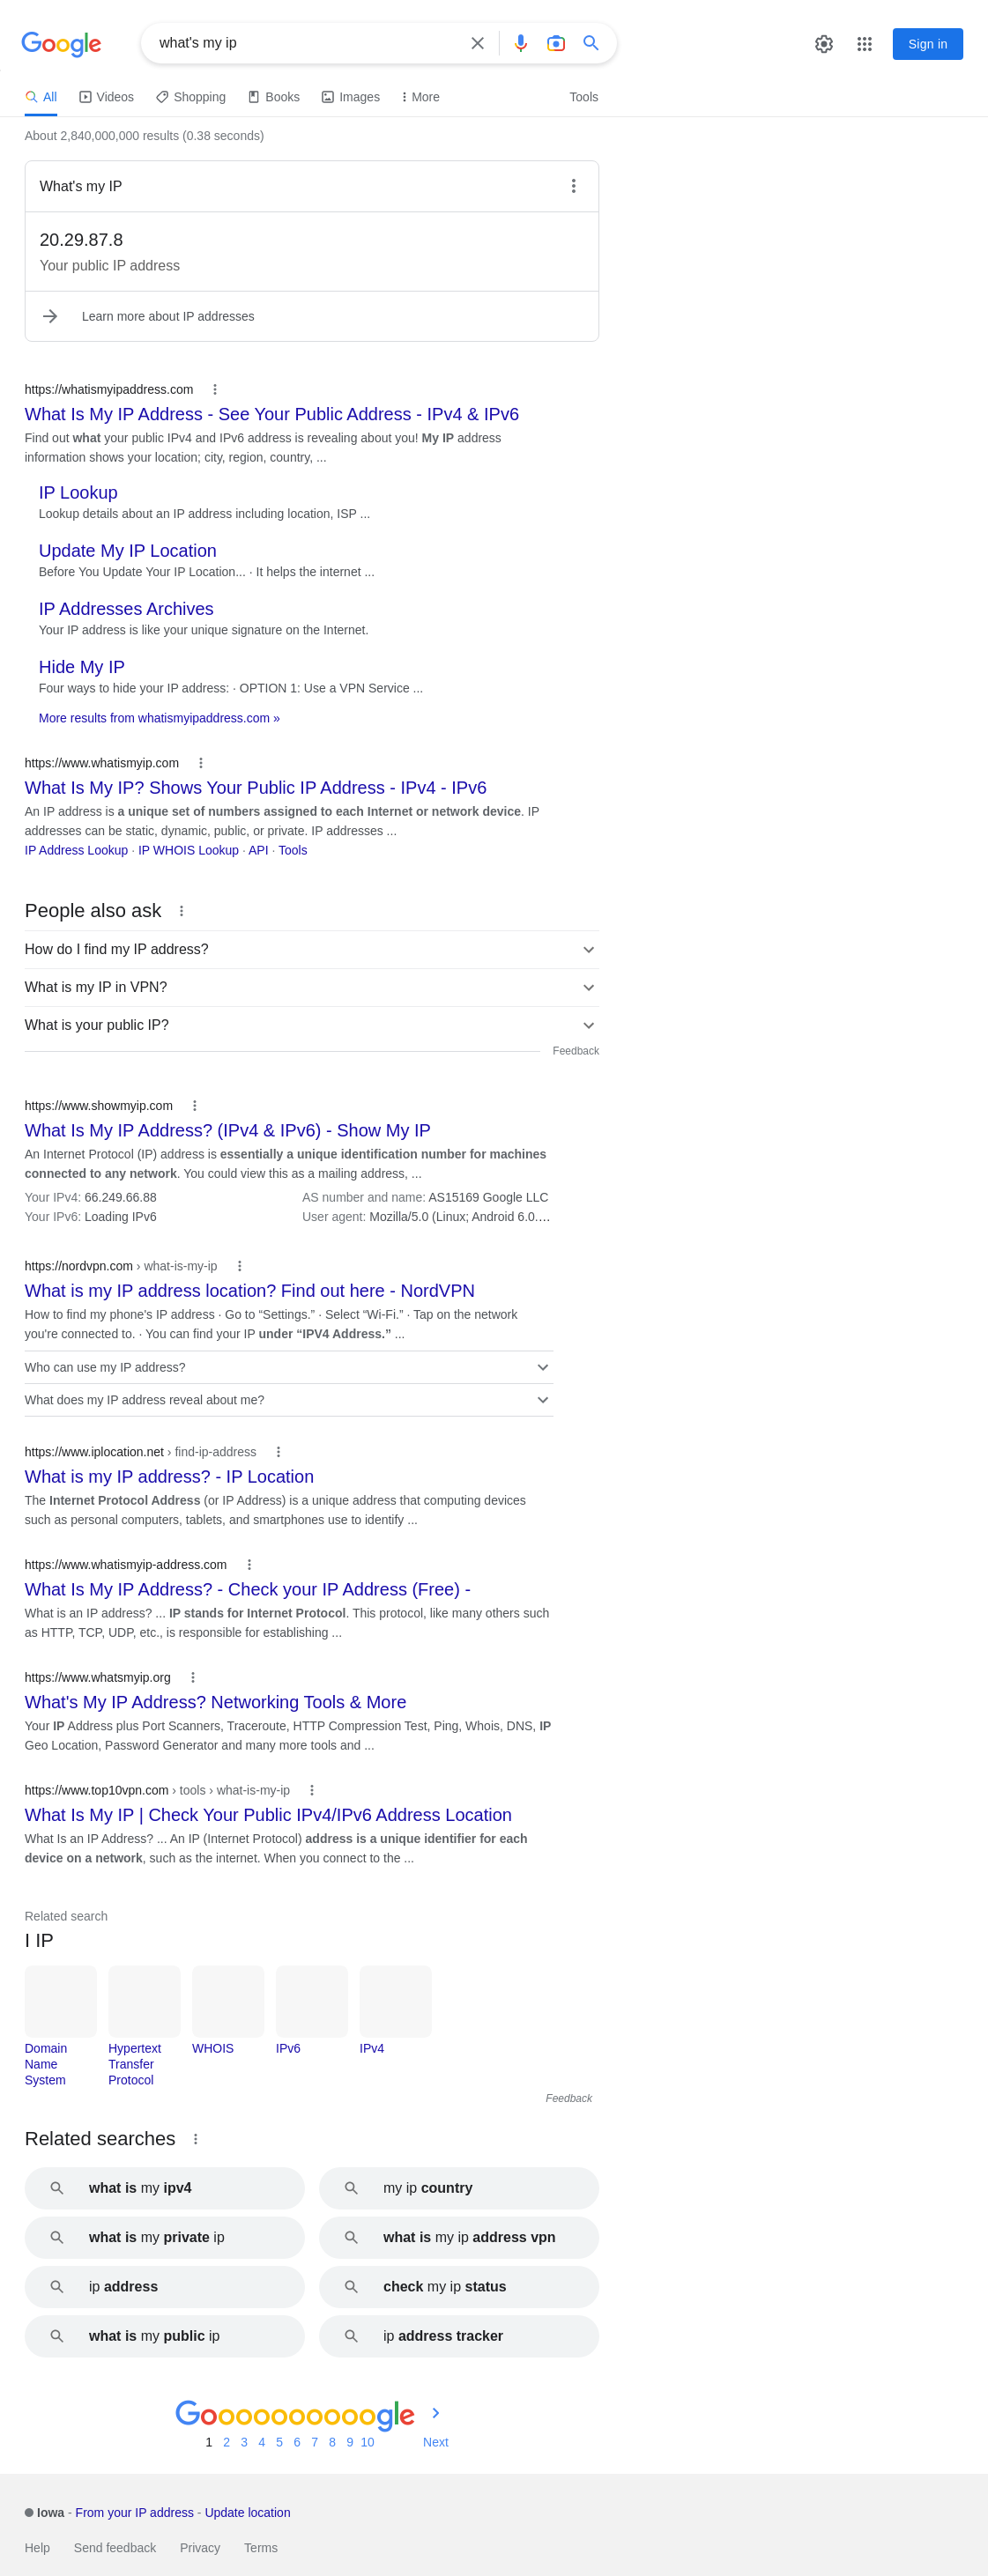 Google
what's my ip
Sign in
All
Videos
Shopping
Books
Images
More
Tools
About 2,840,000,000 results (0.38 seconds)
What's my IP
20.29.87.8
Your public IP address
Learn more about IP addresses
https://whatismyipaddress.com
What Is My IP Address - See Your Public Address - IPv4 & IPv6
Find out what your public IPv4 and IPv6 address is revealing about you! My IP address
information shows your location; city, region, country, ...
IP Lookup
Lookup details about an IP address including location, ISP ...
Update My IP Location
Before You Update Your IP Location... · It helps the internet ...
IP Addresses Archives
Your IP address is like your unique signature on the Internet.
Hide My IP
Four ways to hide your IP address: · OPTION 1: Use a VPN Service ...
More results from whatismyipaddress.com »
https://www.whatismyip.com
What Is My IP? Shows Your Public IP Address - IPv4 - IPv6
An IP address is a unique set of numbers assigned to each Internet or network device. IP
addresses can be static, dynamic, public, or private. IP addresses ...
IP Address Lookup · IP WHOIS Lookup · API · Tools
People also ask
How do I find my IP address?
What is my IP in VPN?
What is your public IP?
Feedback
https://www.showmyip.com
What Is My IP Address? (IPv4 & IPv6) - Show My IP
An Internet Protocol (IP) address is essentially a unique identification number for machines
connected to any network. You could view this as a mailing address, ...
Your IPv4: 66.249.66.88
AS number and name: AS15169 Google LLC
Your IPv6: Loading IPv6
User agent: Mozilla/5.0 (Linux; Android 6.0....
https://nordvpn.com › what-is-my-ip
What is my IP address location? Find out here - NordVPN
How to find my phone's IP address · Go to “Settings.” · Select “Wi-Fi.” · Tap on the network
you're connected to. · You can find your IP under “IPV4 Address.” ...
Who can use my IP address?
What does my IP address reveal about me?
https://www.iplocation.net › find-ip-address
What is my IP address? - IP Location
The Internet Protocol Address (or IP Address) is a unique address that computing devices
such as personal computers, tablets, and smartphones use to identify ...
https://www.whatismyip-address.com
What Is My IP Address? - Check your IP Address (Free) -
What is an IP address? ... IP stands for Internet Protocol. This protocol, like many others such
as HTTP, TCP, UDP, etc., is responsible for establishing ...
https://www.whatsmyip.org
What's My IP Address? Networking Tools & More
Your IP Address plus Port Scanners, Traceroute, HTTP Compression Test, Ping, Whois, DNS, IP
Geo Location, Password Generator and many more tools and ...
https://www.top10vpn.com › tools › what-is-my-ip
What Is My IP | Check Your Public IPv4/IPv6 Address Location
What Is an IP Address? ... An IP (Internet Protocol) address is a unique identifier for each
device on a network, such as the internet. When you connect to the ...
Related search
I IP
Domain
Name
System
Hypertext
Transfer
Protocol
WHOIS
IPv6
IPv4
Feedback
Related searches
what is my ipv4
my ip country
what is my private ip
what is my ip address vpn
ip address
check my ip status
what is my public ip
ip address tracker
Goooooooooogle
1 2 3 4 5 6 7 8 9 10 Next
Iowa - From your IP address - Update location
Help Send feedback Privacy Terms